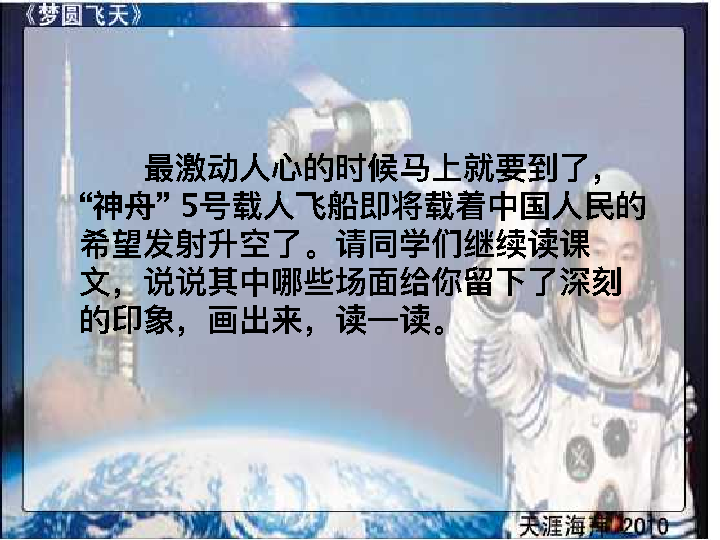 《梦圆飞天》
最激动人心的时候马上就要到了，
“神舟” 5号载人飞船即将载着中国人民的
希望发射升空了。请同学们继续读课
文，说说其中哪些场面给你留下了深刻
的印象，画出来，读一读。
天涯海 2010